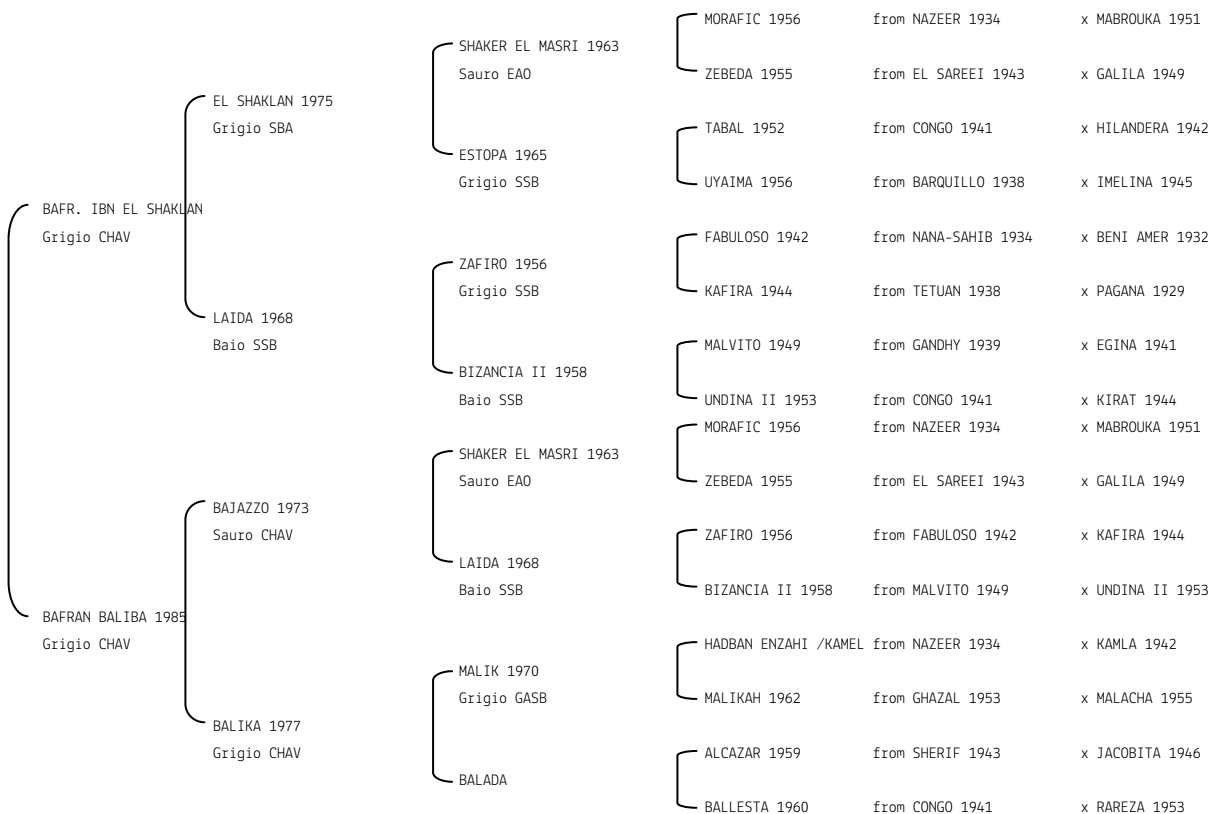 MORAFIC 1956 from NAZEER 1934 x MABROUKA 1951
SHAKER EL MASRI 1963
Sauro EAO
ZEBEDA 1955 from EL SAREEI 1943 x GALILA 1949
EL SHAKLAN 1975
Grigio SBA
TABAL 1952 from CONGO 1941 x HILANDERA 1942
ESTOPA 1965
Grigio SSB
UYAIMA 1956 from BARQUILLO 1938 x IMELINA 1945
BAFR. IBN EL SHAKLAN
Grigio CHAV
FABULOSO 1942 from NANA-SAHIB 1934 x BENI AMER 1932
ZAFIRO 1956
Grigio SSB
KAFIRA 1944 from TETUAN 1938 x PAGANA 1929
LAIDA 1968
Baio SSB
MALVITO 1949 from GANDHY 1939 x EGINA 1941
BIZANCIA II 1958
Baio SSB
UNDINA II 1953 from CONGO 1941 x KIRAT 1944
MORAFIC 1956 from NAZEER 1934 x MABROUKA 1951
SHAKER EL MASRI 1963
Sauro EAO
ZEBEDA 1955 from EL SAREEI 1943 x GALILA 1949
BAJAZZO 1973
Sauro CHAV
ZAFIRO 1956 from FABULOSO 1942 x KAFIRA 1944
LAIDA 1968
Baio SSB
BIZANCIA II 1958 from MALVITO 1949 x UNDINA II 1953
BAFRAN BALIBA 1985
Grigio CHAV
HADBAN ENZAHI /KAMEL from NAZEER 1934 x KAMLA 1942
MALIK 1970
Grigio GASB
MALIKAH 1962 from GHAZAL 1953 x MALACHA 1955
BALIKA 1977
Grigio CHAV
ALCAZAR 1959 from SHERIF 1943 x JACOBITA 1946
BALADA
BALLESTA 1960 from CONGO 1941 x RAREZA 1953